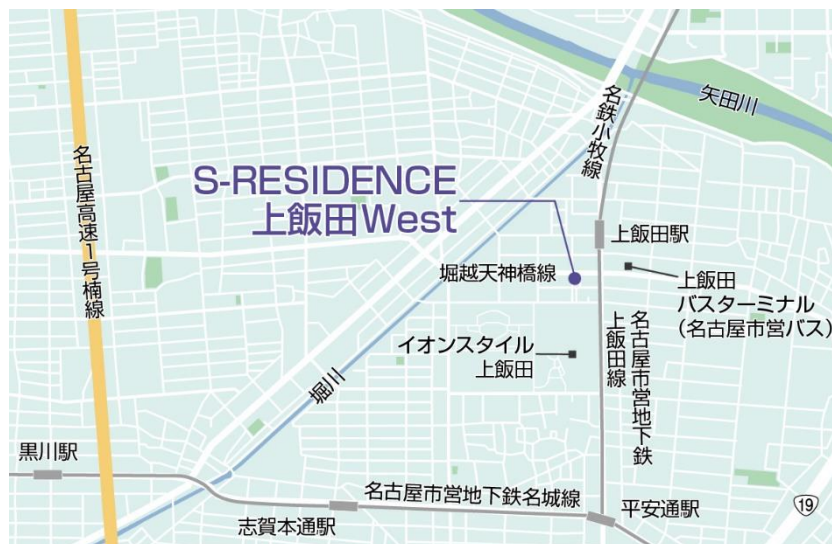 矢田川
名鉄小牧線
名古屋高速1号楠線
S-RESIDENCE
上飯田West
上飯田駅
堀越天神橋線
上飯田
バスターミナル
(名古屋市営バス)
名古屋市営地下鉄
上飯田線
イオンスタイル
上飯田
堀川
黒川駅
名古屋市営地下鉄名城線
志賀本通駅
平安通駅
19